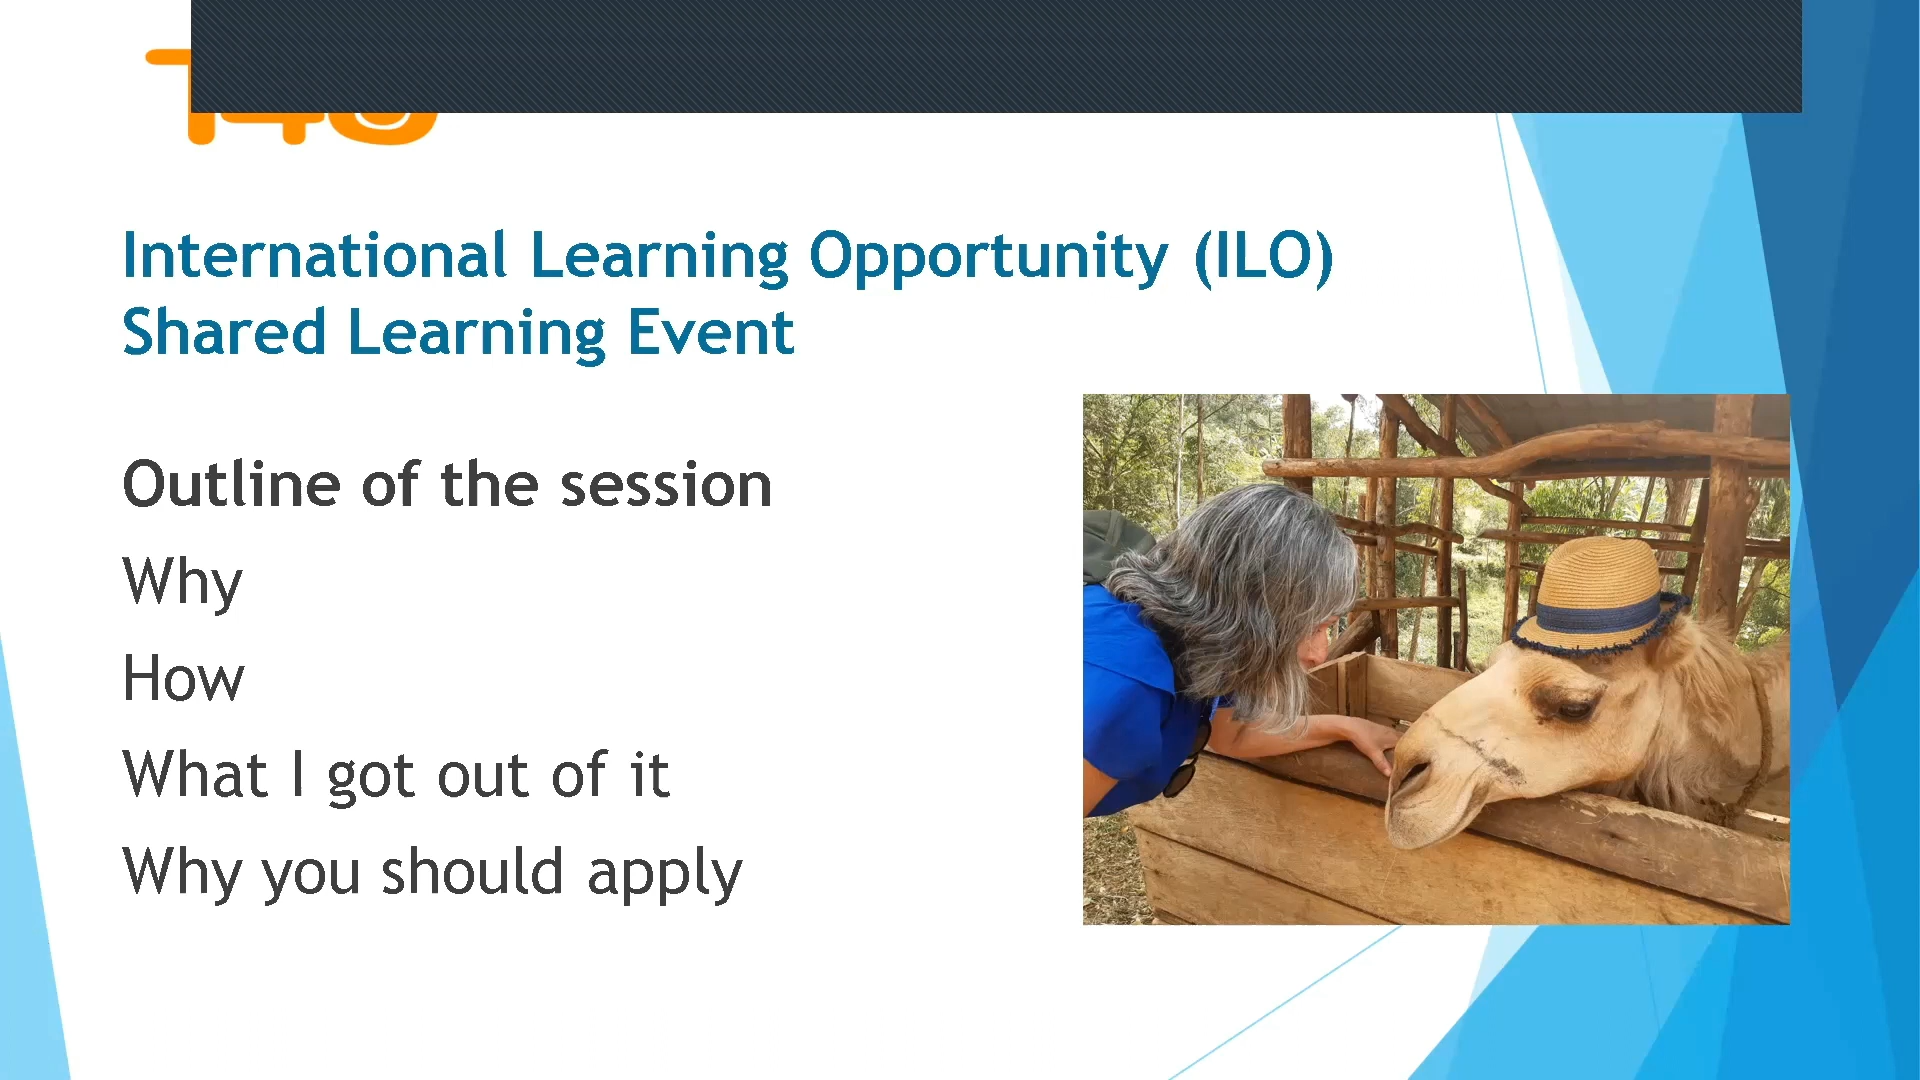 International Learning Opportunity (ILO)
Shared Learning Event
Outline of the session
Why
How
What I got out of it
Why you should apply